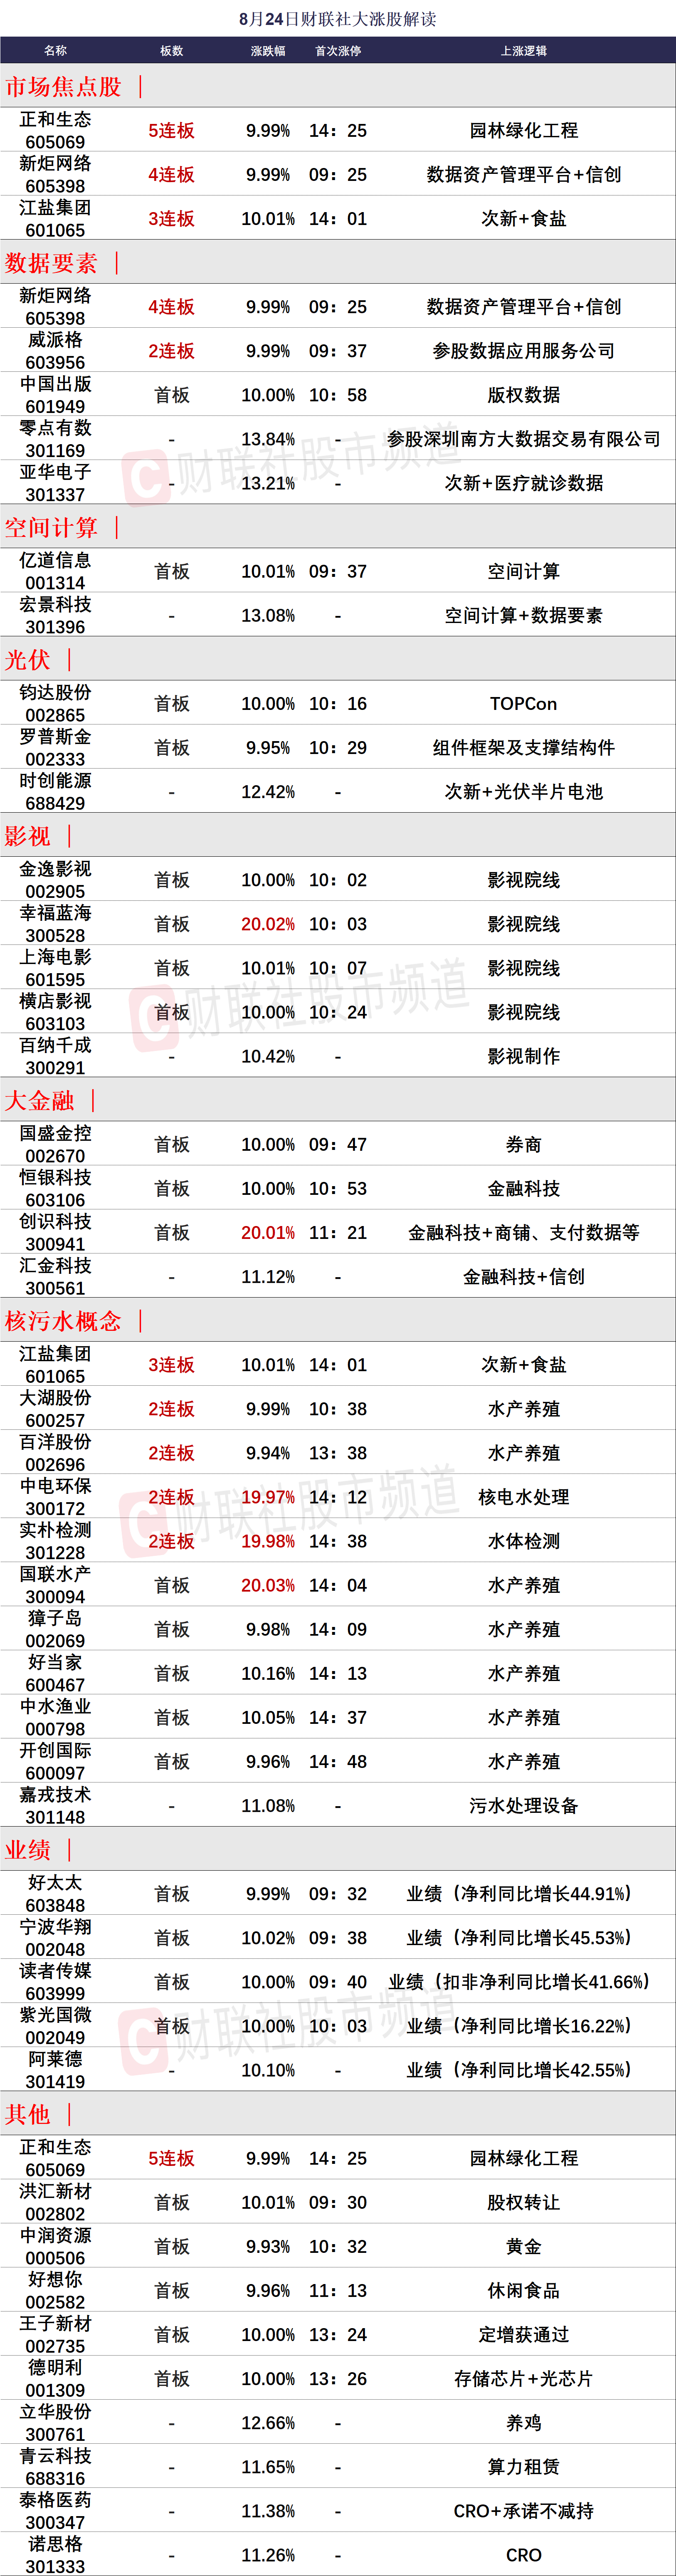 8月24日财联社大涨股解读
名称 板数 涨跌幅 首次涨停 上涨逻辑
市场焦点股
正和生态
605069 5连板 9.99% 14：25 园林绿化工程
新炬网络
605398 4连板 9.99% 09：25 数据资产管理平台+信创
江盐集团
601065 3连板 10.01% 14：01 次新+食盐
数据要素
新炬网络
605398 4连板 9.99% 09：25 数据资产管理平台+信创
威派格
603956 2连板 9.99% 09：37 参股数据应用服务公司
中国出版
601949 首板 10.00% 10：58 版权数据
零点有数
301169 - 13.84% - 参股深圳南方大数据交易有限公司
亚华电子
301337 - 13.21% - 次新+医疗就诊数据
财联社股市频道
空间计算
亿道信息
001314 首板 10.01% 09：37 空间计算
宏景科技
301396 - 13.08% - 空间计算+数据要素
光伏
钧达股份
002865 首板 10.00% 10：16 TOPCon
罗普斯金
002333 首板 9.95% 10：29 组件框架及支撑结构件
时创能源
688429 - 12.42% - 次新+光伏半片电池
影视
金逸影视
002905 首板 10.00% 10：02 影视院线
幸福蓝海
300528 首板 20.02% 10：03 影视院线
上海电影
601595 首板 10.01% 10：07 影视院线
横店影视
603103 首板 10.00% 10：24 影视院线
财联社股市频道
百纳千成
300291 - 10.42% - 影视制作
大金融
国盛金控
002670 首板 10.00% 09：47 券商
恒银科技
603106 首板 10.00% 10：53 金融科技
创识科技
300941 首板 20.01% 11：21 金融科技+商铺、支付数据等
汇金科技
300561 - 11.12% - 金融科技+信创
核污水概念
江盐集团
601065 3连板 10.01% 14：01 次新+食盐
大湖股份
600257 2连板 9.99% 10：38 水产养殖
百洋股份
002696 2连板 9.94% 13：38 水产养殖
中电环保
300172 2连板 19.97% 14：12 核电水处理
财联社股市频道
实朴检测
301228 2连板 19.98% 14：38 水体检测
国联水产
300094 首板 20.03% 14：04 水产养殖
獐子岛
002069 首板 9.98% 14：09 水产养殖
好当家
600467 首板 10.16% 14：13 水产养殖
中水渔业
000798 首板 10.05% 14：37 水产养殖
开创国际
600097 首板 9.96% 14：48 水产养殖
嘉戎技术
301148 - 11.08% - 污水处理设备
业绩
好太太
603848 首板 9.99% 09：32 业绩（净利同比增长44.91%）
宁波华翔
002048 首板 10.02% 09：38 业绩（净利同比增长45.53%）
读者传媒
603999 首板 10.00% 09：40 业绩（扣非净利同比增长41.66%）
紫光国微
002049 首板 10.00% 10：03 业绩（净利同比增长16.22%）
财联社股市频道
阿莱德
301419 - 10.10% - 业绩（净利同比增长42.55%）
其他
正和生态
605069 5连板 9.99% 14：25 园林绿化工程
洪汇新材
002802 首板 10.01% 09：30 股权转让
中润资源
000506 首板 9.93% 10：32 黄金
好想你
002582 首板 9.96% 11：13 休闲食品
王子新材
002735 首板 10.00% 13：24 定增获通过
德明利
001309 首板 10.00% 13：26 存储芯片+光芯片
立华股份
300761 - 12.66% - 养鸡
青云科技
688316 - 11.65% - 算力租赁
泰格医药
300347 - 11.38% - CRO+承诺不减持
诺思格
301333 - 11.26% - CRO